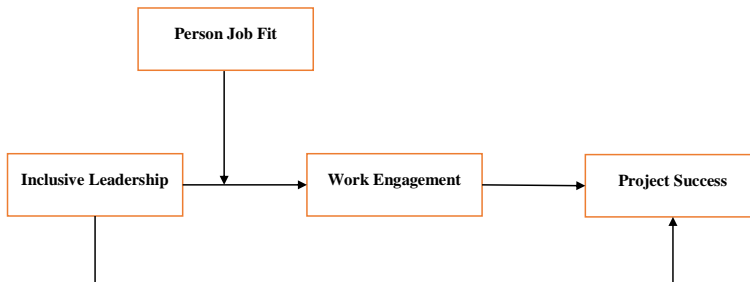 Person Job Fit
Inclusive Leadership
Work Engagement
Project Success